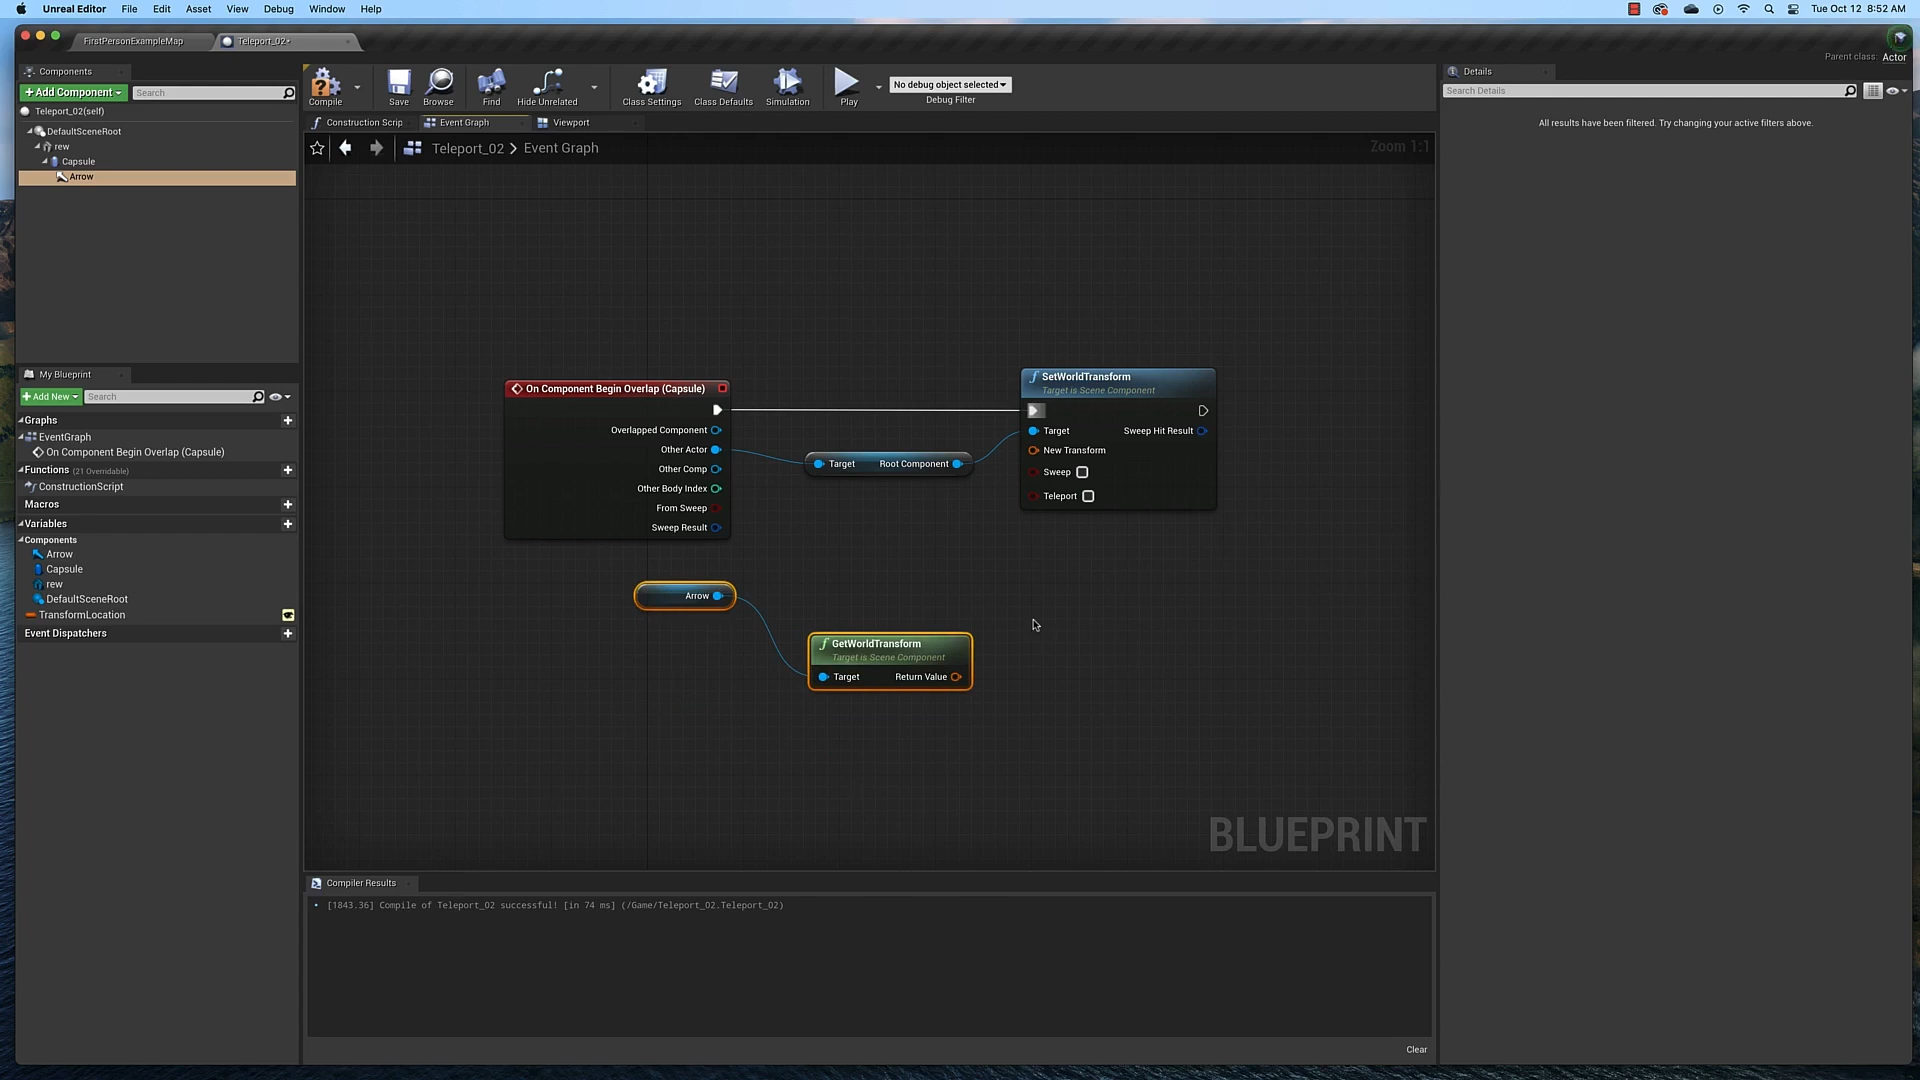 Unreal Editor File Edit Asset View Debug Window Help
Tue Oct 12 8:52 AM
FirstPersonExampleMap
Teleport_02*
Parent class: Actor
Components
+ Add Component
Search
Teleport_02(self)
DefaultSceneRoot
rew
Capsule
Arrow
Compile
Save
Browse
Find
Hide Unrelated
Class Settings
Class Defaults
Simulation
Play
No debug object selected
Debug Filter
Construction Scrip
Event Graph
Viewport
Teleport_02 > Event Graph
Zoom 1:1
Details
Search Details
All results have been filtered. Try changing your active filters above.
On Component Begin Overlap (Capsule)
Overlapped Component
Other Actor
Other Comp
Other Body Index
From Sweep
Sweep Result
Target Root Component
SetWorldTransform
Target is Scene Component
Target
Sweep Hit Result
New Transform
Sweep
Teleport
Arrow
GetWorldTransform
Target is Scene Component
Target Return Value
BLUEPRINT
My Blueprint
+ Add New
Search
Graphs
EventGraph
On Component Begin Overlap (Capsule)
Functions (21 Overridable)
ConstructionScript
Macros
Variables
Components
Arrow
Capsule
rew
DefaultSceneRoot
TransformLocation
Event Dispatchers
Compiler Results
[1843.36] Compile of Teleport_02 successful! [in 74 ms] (/Game/Teleport_02.Teleport_02)
Clear